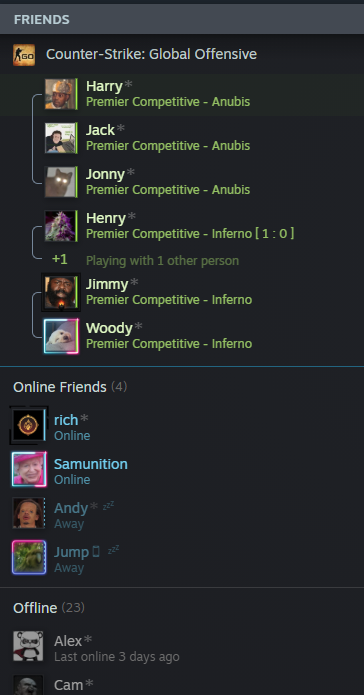 FRIENDS
GO
Counter-Strike: Global Offensive
Harry*
Premier Competitive - Anubis
Jack*
Premier Competitive - Anubis
Jonny*
Premier Competitive - Anubis
Henry*
Premier Competitive - Inferno [ 1 : 0 ]
+1 Playing with 1 other person
Jimmy*
Premier Competitive - Inferno
Woody*
Premier Competitive - Inferno
Online Friends (4)
rich*
Online
Samunition
Online
Andy* zzz
Away
Jump zzz
Away
Offline (23)
Alex*
Last online 3 days ago
Cam*